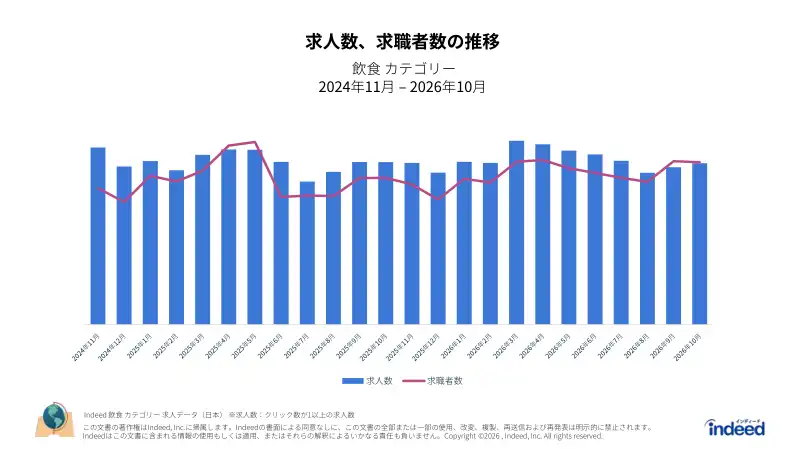 求人数、求職者数の推移
飲食 カテゴリー
2024年11月 – 2026年10月
2024年11月
2024年12月
2025年1月
2025年2月
2025年3月
2025年4月
2025年5月
2025年6月
2025年7月
2025年8月
2025年9月
2025年10月
2025年11月
2025年12月
2026年1月
2026年2月
2026年3月
2026年4月
2026年5月
2026年6月
2026年7月
2026年8月
2026年9月
2026年10月
求人数
求職者数
Indeed 飲食 カテゴリー 求人データ（日本） ※求人数：クリック数が1以上の求人数
この文書の著作権はIndeed, Inc.に帰属します。Indeedの書面による同意なしに、この文書の全部または一部の使用、改変、複製、再送信および再発表は明示的に禁止されます。
Indeedはこの文書に含まれる情報の使用もしくは適用、またはそれらの解釈によるいかなる責任も負いません。Copyright ©2026 , Indeed, Inc. All rights reserved.
インディード
indeed